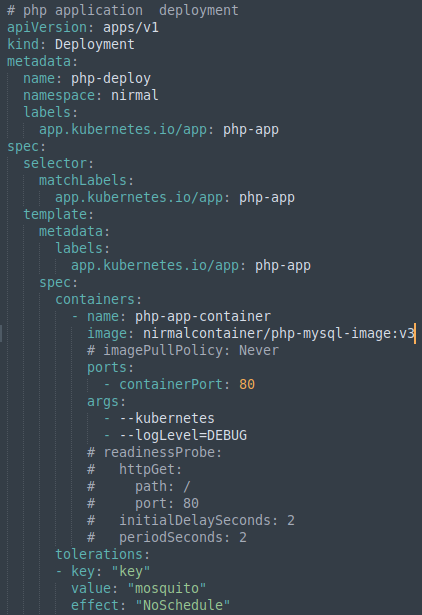 # php application  deployment
apiVersion: apps/v1
kind: Deployment
metadata:
  name: php-deploy
  namespace: nirmal
  labels:
    app.kubernetes.io/app: php-app
spec:
  selector:
    matchLabels:
      app.kubernetes.io/app: php-app
  template:
    metadata:
      labels:
        app.kubernetes.io/app: php-app
    spec:
      containers:
        - name: php-app-container
          image: nirmalcontainer/php-mysql-image:v3
          # imagePullPolicy: Never
          ports:
            - containerPort: 80
          args:
            - --kubernetes
            - --logLevel=DEBUG
          # readinessProbe:
          #   httpGet:
          #     path: /
          #     port: 80
          #   initialDelaySeconds: 2
          #   periodSeconds: 2
      tolerations:
      - key: "key"
        value: "mosquito"
        effect: "NoSchedule"